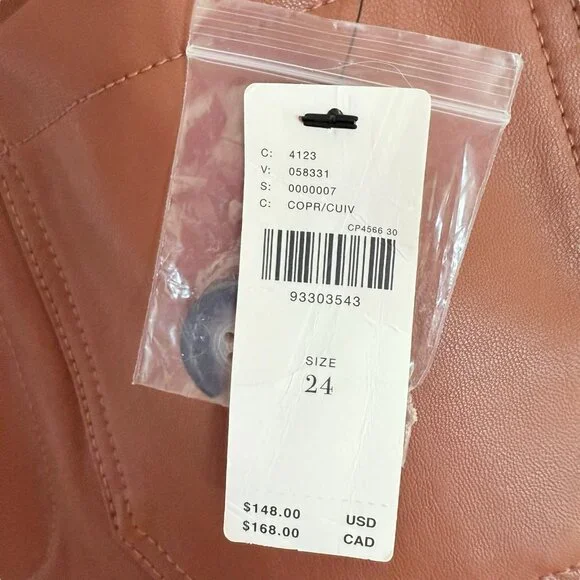 C: 4123
V: 058331
S: 0000007
C: COPR/CUIV
CP4566 30
93303543
SIZE
24
$148.00 USD
$168.00 CAD